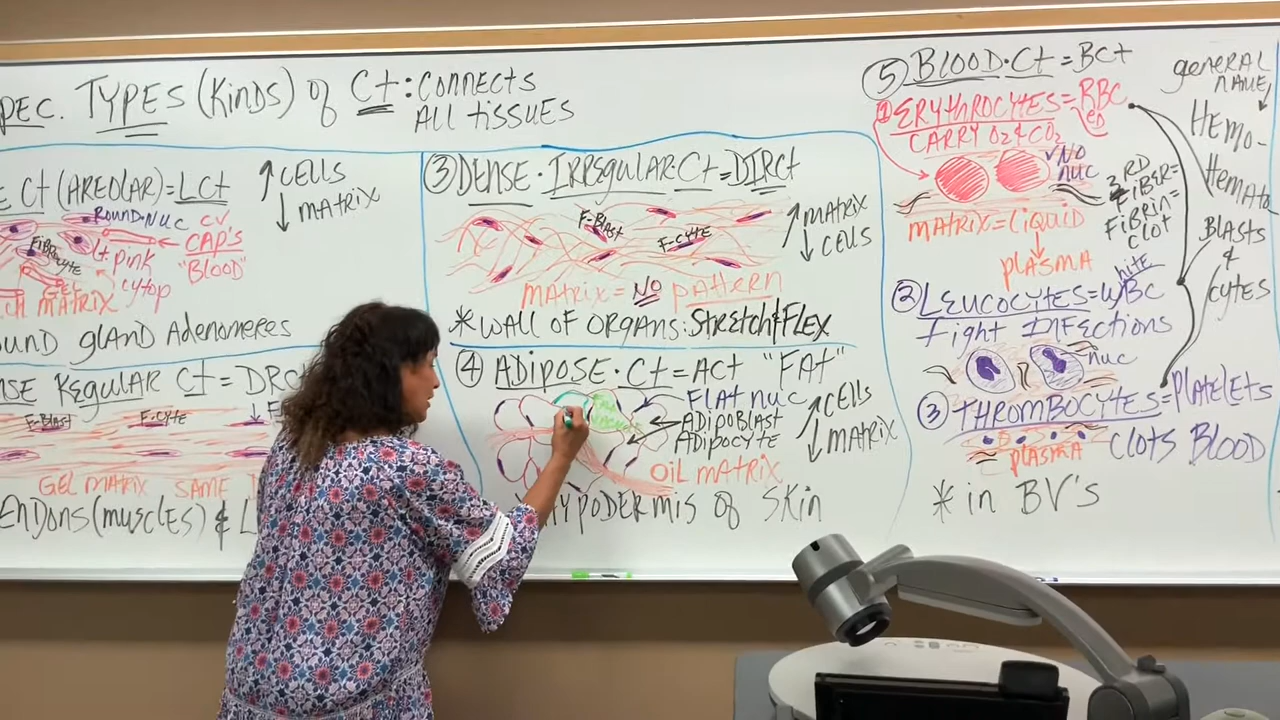 PEC. TYPES (KINDS) of Ct: CONNECTS
ALL tissUES
E Ct (AREOLAR) = LCt
↑ CELLS
↓ MATRIX
ROUND·NUC
CV
CAP'S
"BLOOD"
FIBROCYTE
Lt pink
cytop
CH MATRIX
OUND GLAND ADENOMERES
NSE REGULAR Ct = DRC
F-Blast
F-Cyte
F
GEL MATRIX SAME
ENDONS (MUSCLES) & L
③ DENSE·IRREGULAR Ct = DIRCt
F-Blast
F-CYTE
↑ MATRIX
↓ CELLS
MATRIX = NO pATTERN
*WALL OF ORGANS: STRETCH & FLEX
④ ADIPOSE·Ct = ACt "FAt"
FLAt nuc
ADIPOBLAST
ADIPOCYTE
↑ CELLS
↓ MATRIX
OIL MATRIX
HYPODERMIS OF SKIN
⑤ BLOOD·Ct = BCt
① ERYTHROCYTES = RBC
ED
CARRY O2 & CO2
NO
NUC
3RD
FIBER =
FIBRIN =
CLOT
MATRIX = LIQUID
PLASMA
② LEUCOCYTES = WBC
hite
Fight INFECTIONS
nuc
③ THROMBOCYTES = PLATELETS
PLASMA
CLOTS BLOOD
* in BV'S
general
NAME
HEMO-
HEMATO
BLASTS
&
CYTES